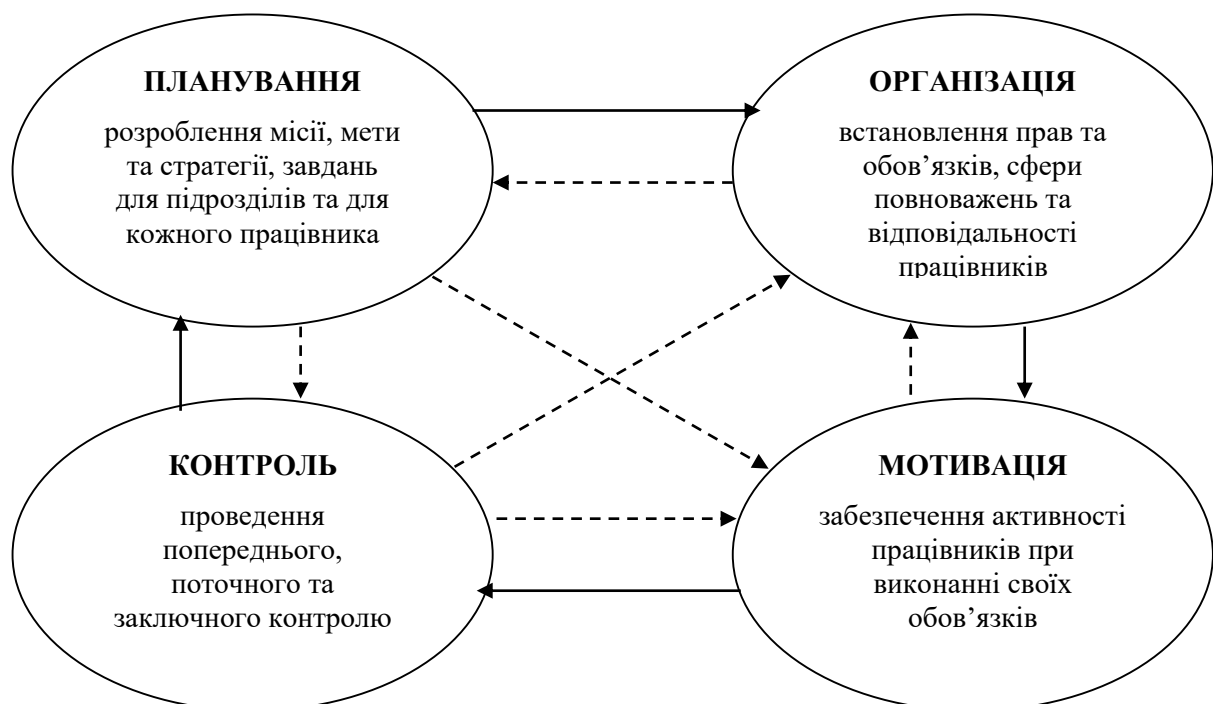 ПЛАНУВАННЯ
розроблення місії, мети
та стратегії, завдань
для підрозділів та для
кожного працівника
ОРГАНІЗАЦІЯ
встановлення прав та
обов’язків, сфери
повноважень та
відповідальності
працівників
КОНТРОЛЬ
проведення
попереднього,
поточного та
заключного контролю
МОТИВАЦІЯ
забезпечення активності
працівників при
виконанні своїх
обов’язків